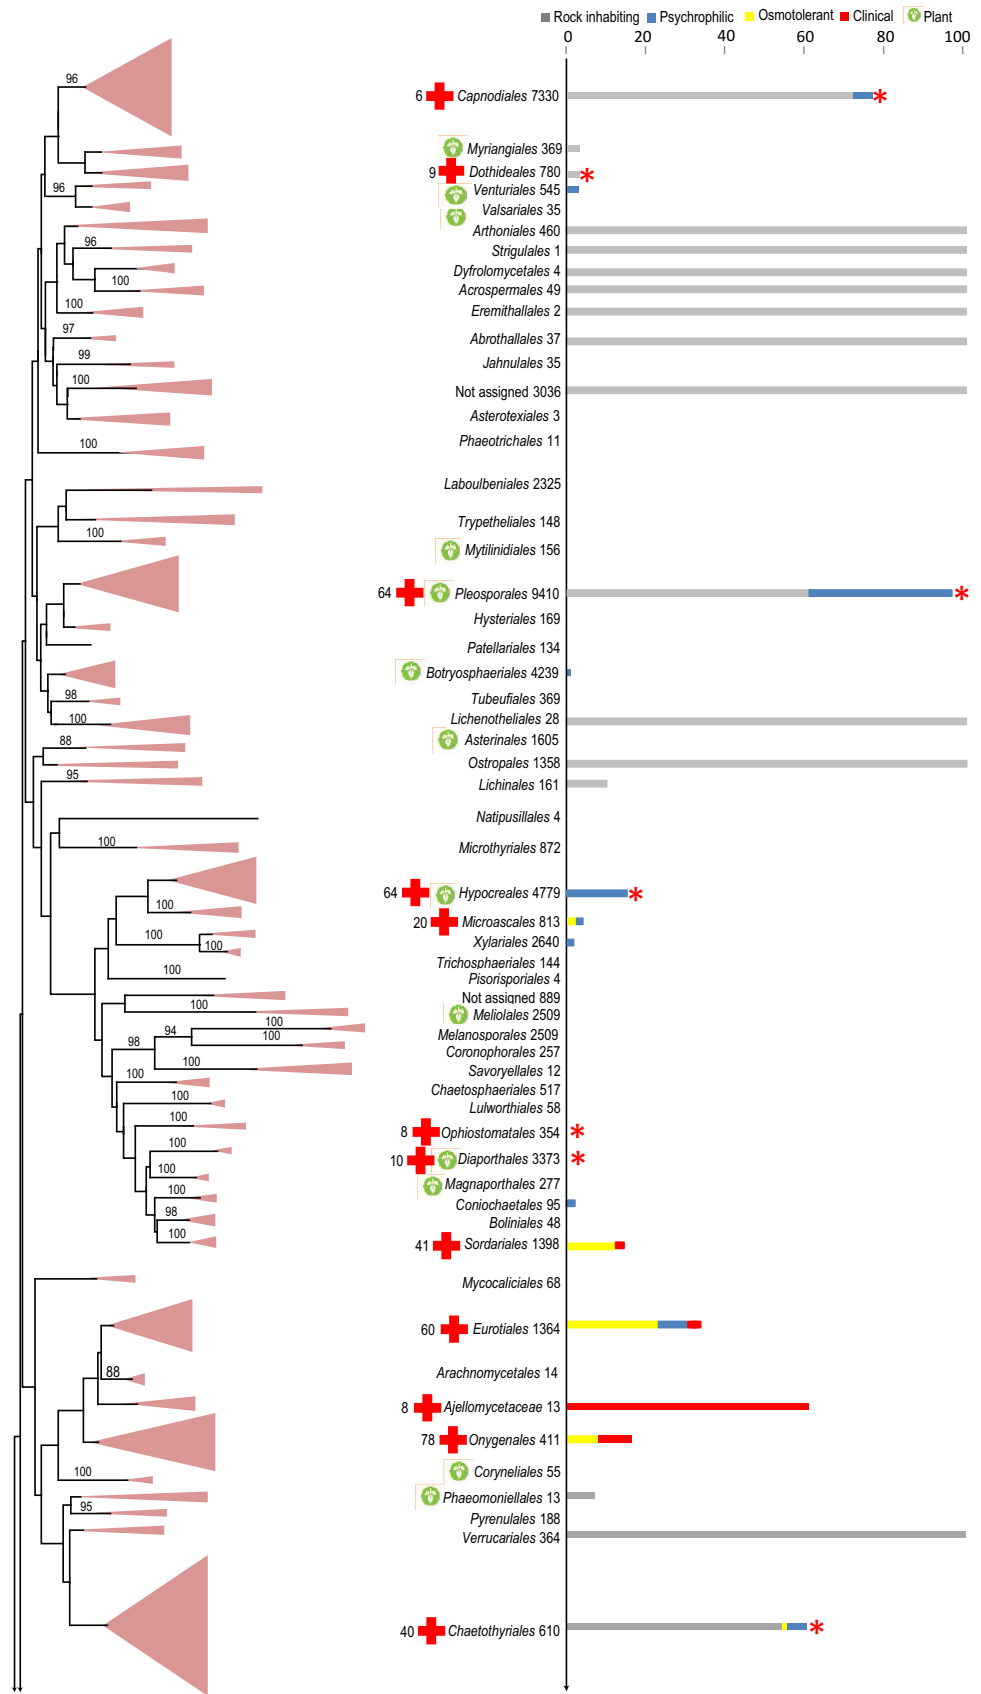 Rock inhabiting Psychrophilic Osmotolerant Clinical Plant
0 20 40 60 80 100
96
6 Capnodiales 7330
Myriangiales 369
9 Dothideales 780
96
Venturiales 545
Valsariales 35
Arthoniales 460
96
Strigulales 1
Dyfrolomycetales 4
100
Acrospermales 49
100
Eremithallales 2
97
Abrothallales 37
99
Jahnulales 35
100
Not assigned 3036
Asterotexiales 3
100
Phaeotrichales 11
Laboulbeniales 2325
Trypetheliales 148
100
Mytilinidiales 156
64 Pleosporales 9410
Hysteriales 169
Patellariales 134
Botryosphaeriales 4239
98
Tubeufiales 369
100
Lichenotheliales 28
88
Asterinales 1605
Ostropales 1358
95
Lichinales 161
Natipusillales 4
100
Microthyriales 872
64 Hypocreales 4779
100
20 Microascales 813
100
100
Xylariales 2640
Trichosphaeriales 144
100
Pisorisporiales 4
Not assigned 889
100
Meliolales 2509
100
94
Melanosporales 2509
98
100
Coronophorales 257
100
Savoryellales 12
100
Chaetosphaeriales 517
100
Lulworthiales 58
100
8 Ophiostomatales 354
100
10 Diaporthales 3373
100
Magnaporthales 277
100
Coniochaetales 95
98
Boliniales 48
100
41 Sordariales 1398
Mycocaliciales 68
60 Eurotiales 1364
88
Arachnomycetales 14
8 Ajellomycetaceae 13
78 Onygenales 411
100
Coryneliales 55
Phaeomoniellales 13
95
Pyrenulales 188
Verrucariales 364
40 Chaetothyriales 610